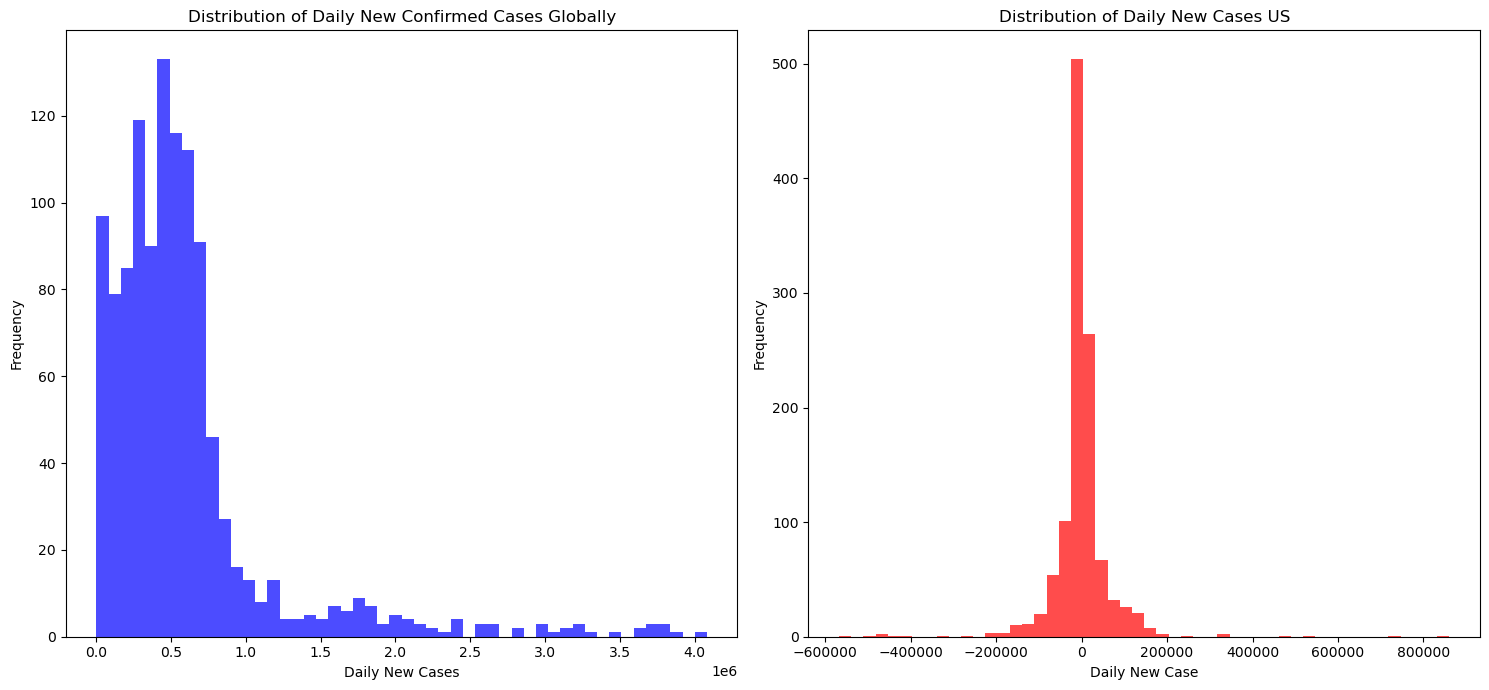 Distribution of Daily New Confirmed Cases Globally
120
100
80
60
40
20
0
Frequency
0.0 0.5 1.0 1.5 2.0 2.5 3.0 3.5 4.0
1e6
Daily New Cases
Distribution of Daily New Cases US
500
400
300
200
100
0
Frequency
−600000 −400000 −200000 0 200000 400000 600000 800000
Daily New Case